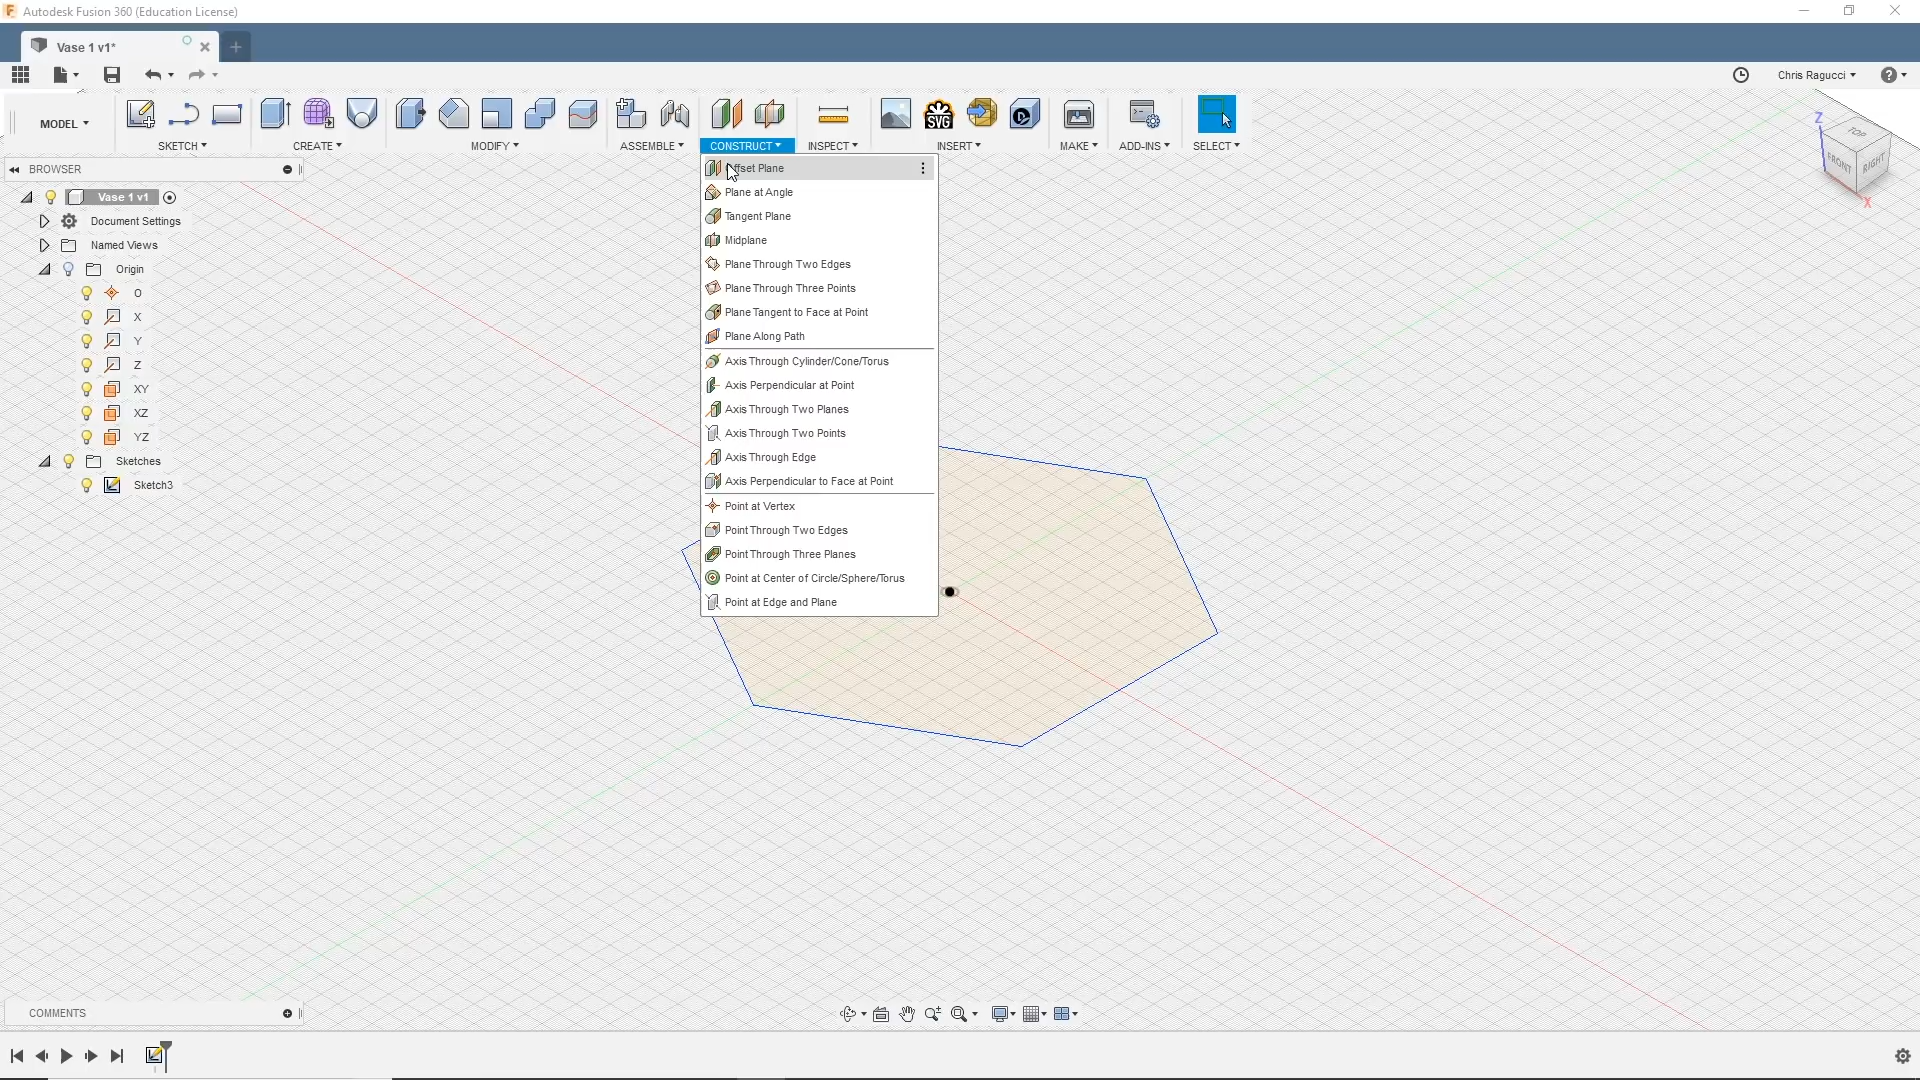 Autodesk Fusion 360 (Education License)
Vase 1 v1*
Chris Ragucci
MODEL
SKETCH
CREATE
MODIFY
ASSEMBLE
CONSTRUCT
INSPECT
INSERT
MAKE
ADD-INS
SELECT
SVG
BROWSER
Vase 1 v1
Document Settings
Named Views
Origin
O
X
Y
Z
XY
XZ
YZ
Sketches
Sketch3
Offset Plane
Plane at Angle
Tangent Plane
Midplane
Plane Through Two Edges
Plane Through Three Points
Plane Tangent to Face at Point
Plane Along Path
Axis Through Cylinder/Cone/Torus
Axis Perpendicular at Point
Axis Through Two Planes
Axis Through Two Points
Axis Through Edge
Axis Perpendicular to Face at Point
Point at Vertex
Point Through Two Edges
Point Through Three Planes
Point at Center of Circle/Sphere/Torus
Point at Edge and Plane
Z
TOP
FRONT
RIGHT
X
COMMENTS